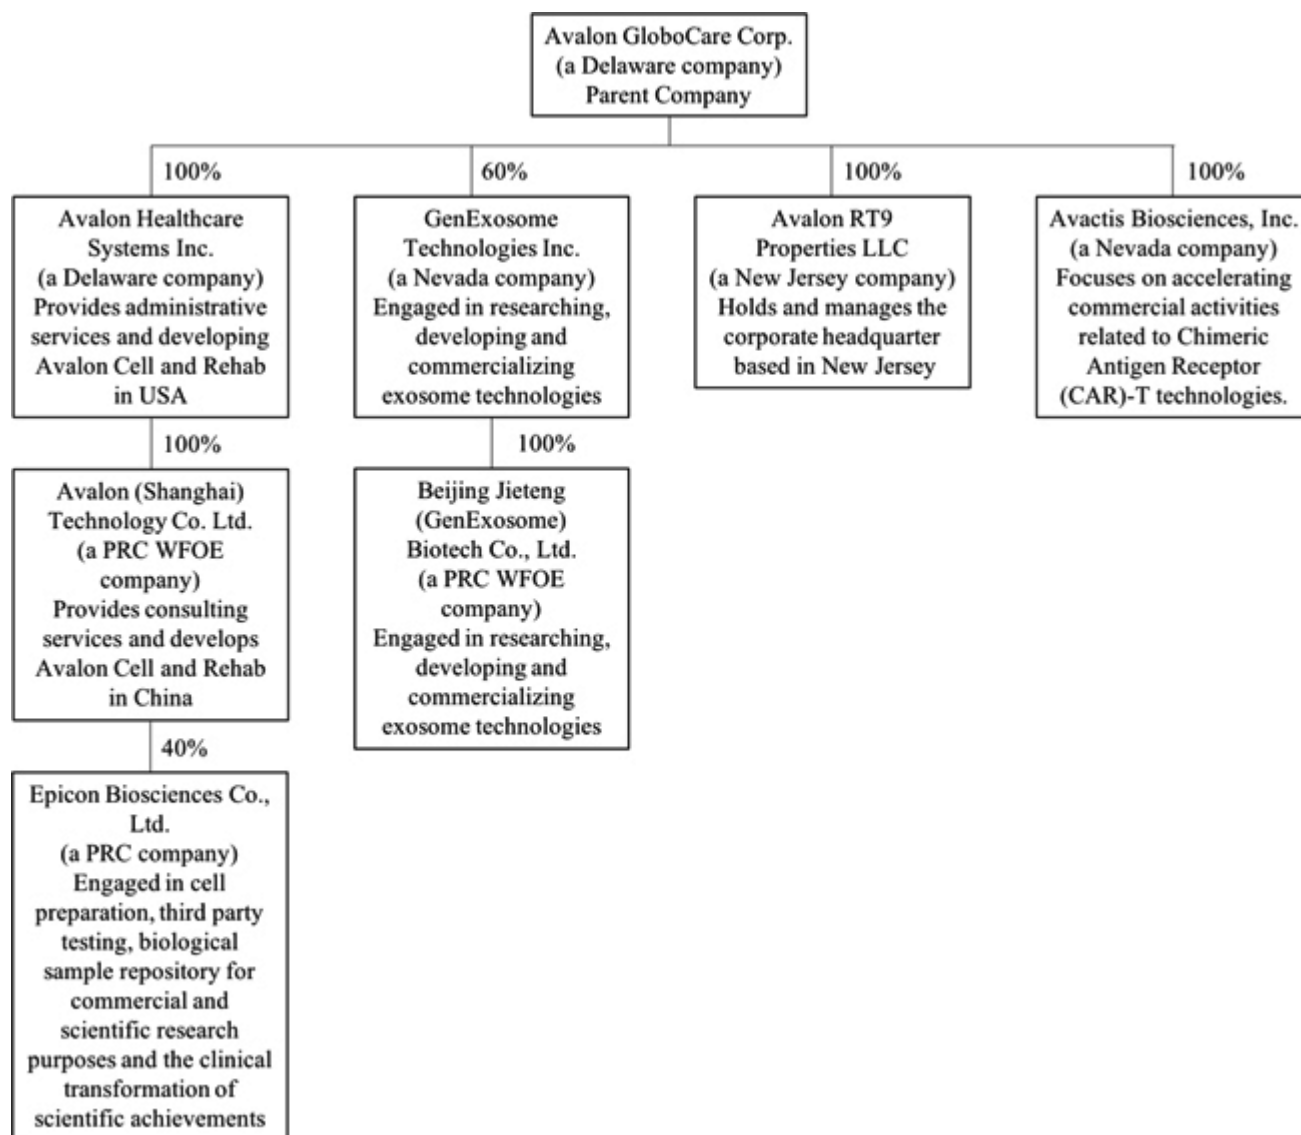 Avalon GloboCare Corp.
(a Delaware company)
Parent Company
100%
60%
100%
100%
Avalon Healthcare
Systems Inc.
(a Delaware company)
Provides administrative
services and developing
Avalon Cell and Rehab
in USA
GenExosome
Technologies Inc.
(a Nevada company)
Engaged in researching,
developing and
commercializing
exosome technologies
Avalon RT9
Properties LLC
(a New Jersey company)
Holds and manages the
corporate headquarter
based in New Jersey
Avactis Biosciences, Inc.
(a Nevada company)
Focuses on accelerating
commercial activities
related to Chimeric
Antigen Receptor
(CAR)-T technologies.
100%
100%
Avalon (Shanghai)
Technology Co. Ltd.
(a PRC WFOE
company)
Provides consulting
services and develops
Avalon Cell and Rehab
in China
Beijing Jieteng
(GenExosome)
Biotech Co., Ltd.
(a PRC WFOE
company)
Engaged in researching,
developing and
commercializing
exosome technologies
40%
Epicon Biosciences Co.,
Ltd.
(a PRC company)
Engaged in cell
preparation, third party
testing, biological
sample repository for
commercial and
scientific research
purposes and the clinical
transformation of
scientific achievements